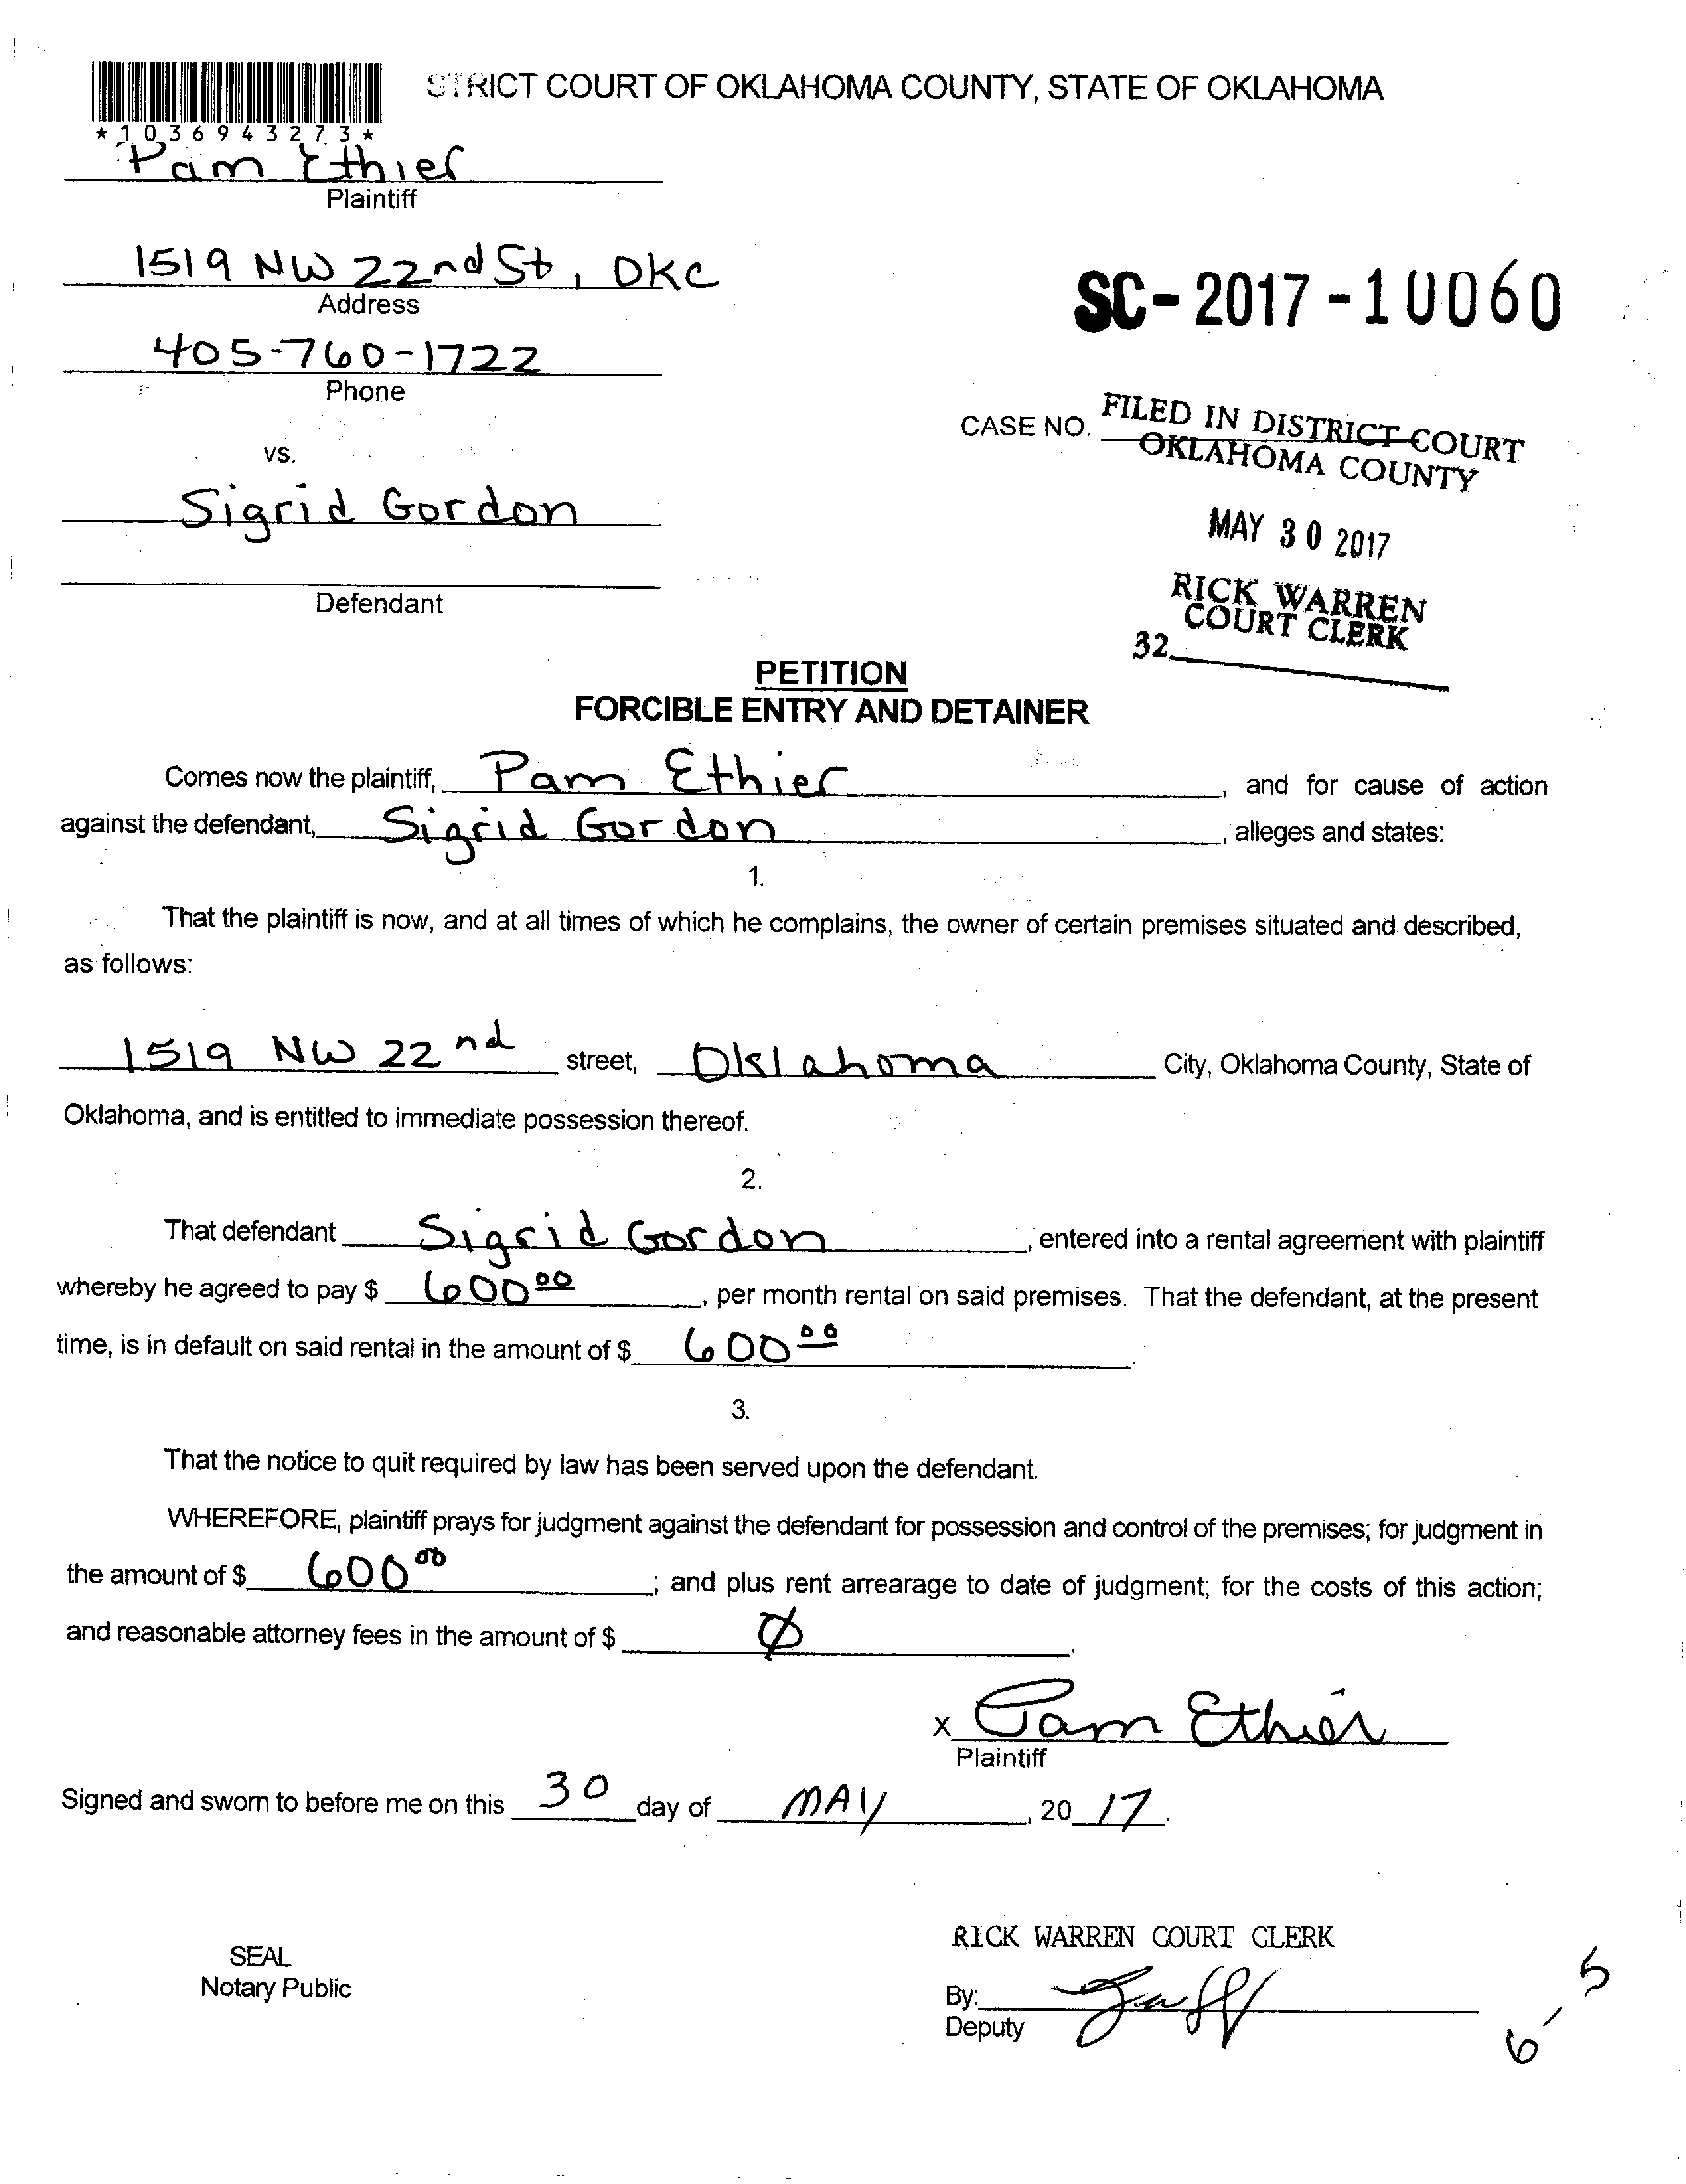 STRICT COURT OF OKLAHOMA COUNTY, STATE OF OKLAHOMA
*1036943273*
Pam Ethier
Plaintiff
1519 NW 22nd St, OKC
Address
SC-2017-10060
405-760-1722
Phone
CASE NO.
FILED IN DISTRICT COURT
OKLAHOMA COUNTY
vs.
Sigrid Gordon
MAY 30 2017
Defendant
RICK WARREN
COURT CLERK
32
PETITION
FORCIBLE ENTRY AND DETAINER
Comes now the plaintiff, Pam Ethier, and for cause of action
against the defendant, Sigrid Gordon, alleges and states:
1.
That the plaintiff is now, and at all times of which he complains, the owner of certain premises situated and described,
as follows:
1519 NW 22nd street, Oklahoma City, Oklahoma County, State of
Oklahoma, and is entitled to immediate possession thereof.
2.
That defendant Sigrid Gordon, entered into a rental agreement with plaintiff
whereby he agreed to pay $ 600 00, per month rental on said premises. That the defendant, at the present
time, is in default on said rental in the amount of $ 600 00.
3.
That the notice to quit required by law has been served upon the defendant.
WHEREFORE, plaintiff prays for judgment against the defendant for possession and control of the premises; for judgment in
the amount of $ 600 00; and plus rent arrearage to date of judgment; for the costs of this action;
and reasonable attorney fees in the amount of $ Ø.
x Pam Ethier
Plaintiff
Signed and sworn to before me on this 30 day of MAY, 20 17.
RICK WARREN COURT CLERK
SEAL
Notary Public
By:
Deputy
6-5